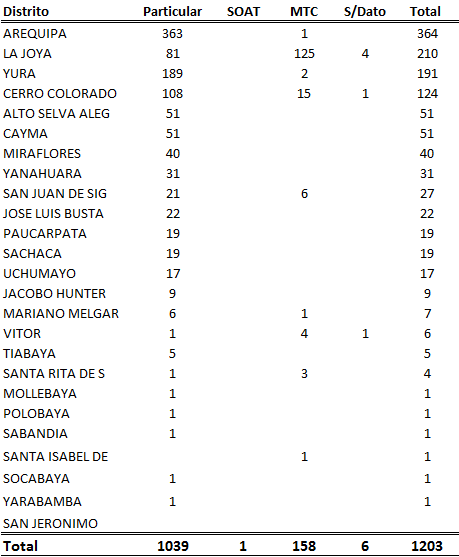 Distrito Particular SOAT MTC S/Dato Total
AREQUIPA 363 1 364
LA JOYA 81 125 4 210
YURA 189 2 191
CERRO COLORADO 108 15 1 124
ALTO SELVA ALEG 51 51
CAYMA 51 51
MIRAFLORES 40 40
YANAHUARA 31 31
SAN JUAN DE SIG 21 6 27
JOSE LUIS BUSTA 22 22
PAUCARPATA 19 19
SACHACA 19 19
UCHUMAYO 17 17
JACOBO HUNTER 9 9
MARIANO MELGAR 6 1 7
VITOR 1 4 1 6
TIABAYA 5 5
SANTA RITA DE S 1 3 4
MOLLEBAYA 1 1
POLOBAYA 1 1
SABANDIA 1 1
SANTA ISABEL DE 1 1
SOCABAYA 1 1
YARABAMBA 1 1
SAN JERONIMO
Total 1039 1 158 6 1203